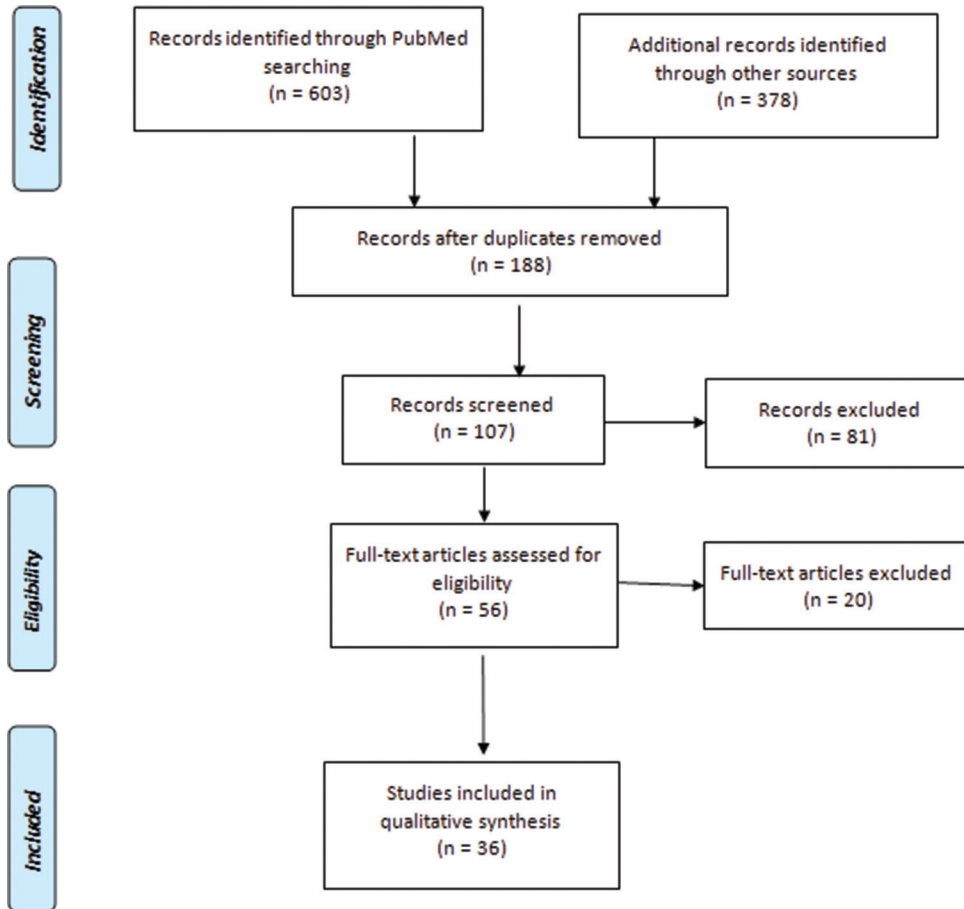 Identification
Records identified through PubMed
searching
(n = 603)
Additional records identified
through other sources
(n = 378)
Records after duplicates removed
(n = 188)
Screening
Records screened
(n = 107)
Records excluded
(n = 81)
Eligibility
Full-text articles assessed for
eligibility
(n = 56)
Full-text articles excluded
(n = 20)
Included
Studies included in
qualitative synthesis
(n = 36)